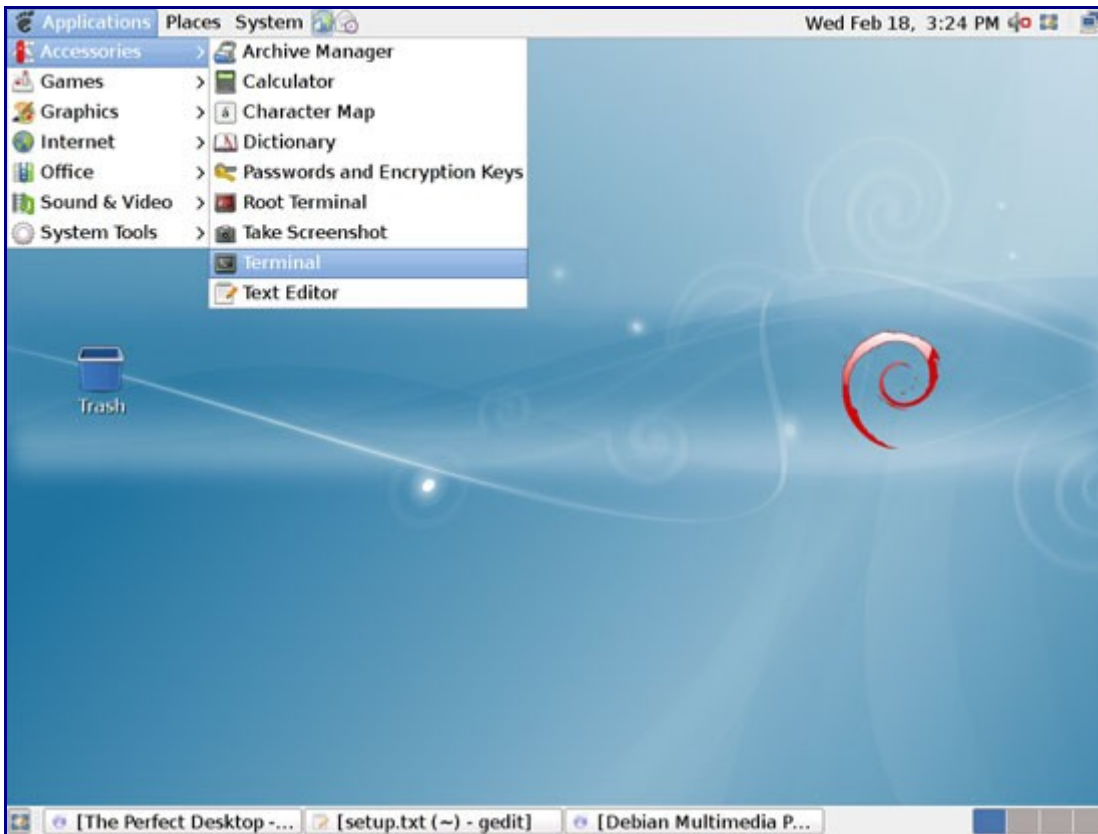 Applications Places System Wed Feb 18, 3:24 PM
Accessories
Games
Graphics
Internet
Office
Sound & Video
System Tools
Archive Manager
Calculator
Character Map
Dictionary
Passwords and Encryption Keys
Root Terminal
Take Screenshot
Terminal
Text Editor
Trash
[The Perfect Desktop -... [setup.txt (~) - gedit] [Debian Multimedia P...